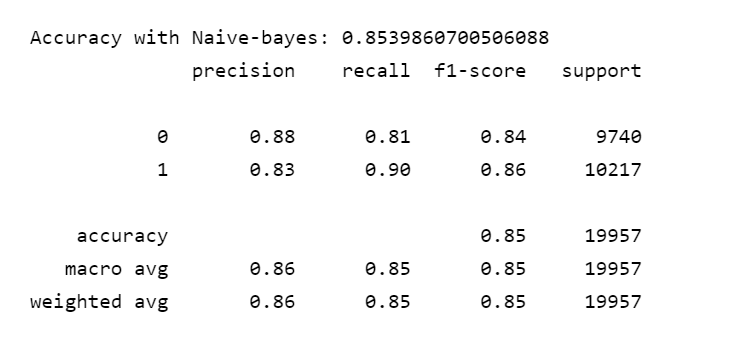 Accuracy with Naive-bayes: 0.8539860700506088
precision recall f1-score support
0 0.88 0.81 0.84 9740
1 0.83 0.90 0.86 10217
accuracy 0.85 19957
macro avg 0.86 0.85 0.85 19957
weighted avg 0.86 0.85 0.85 19957